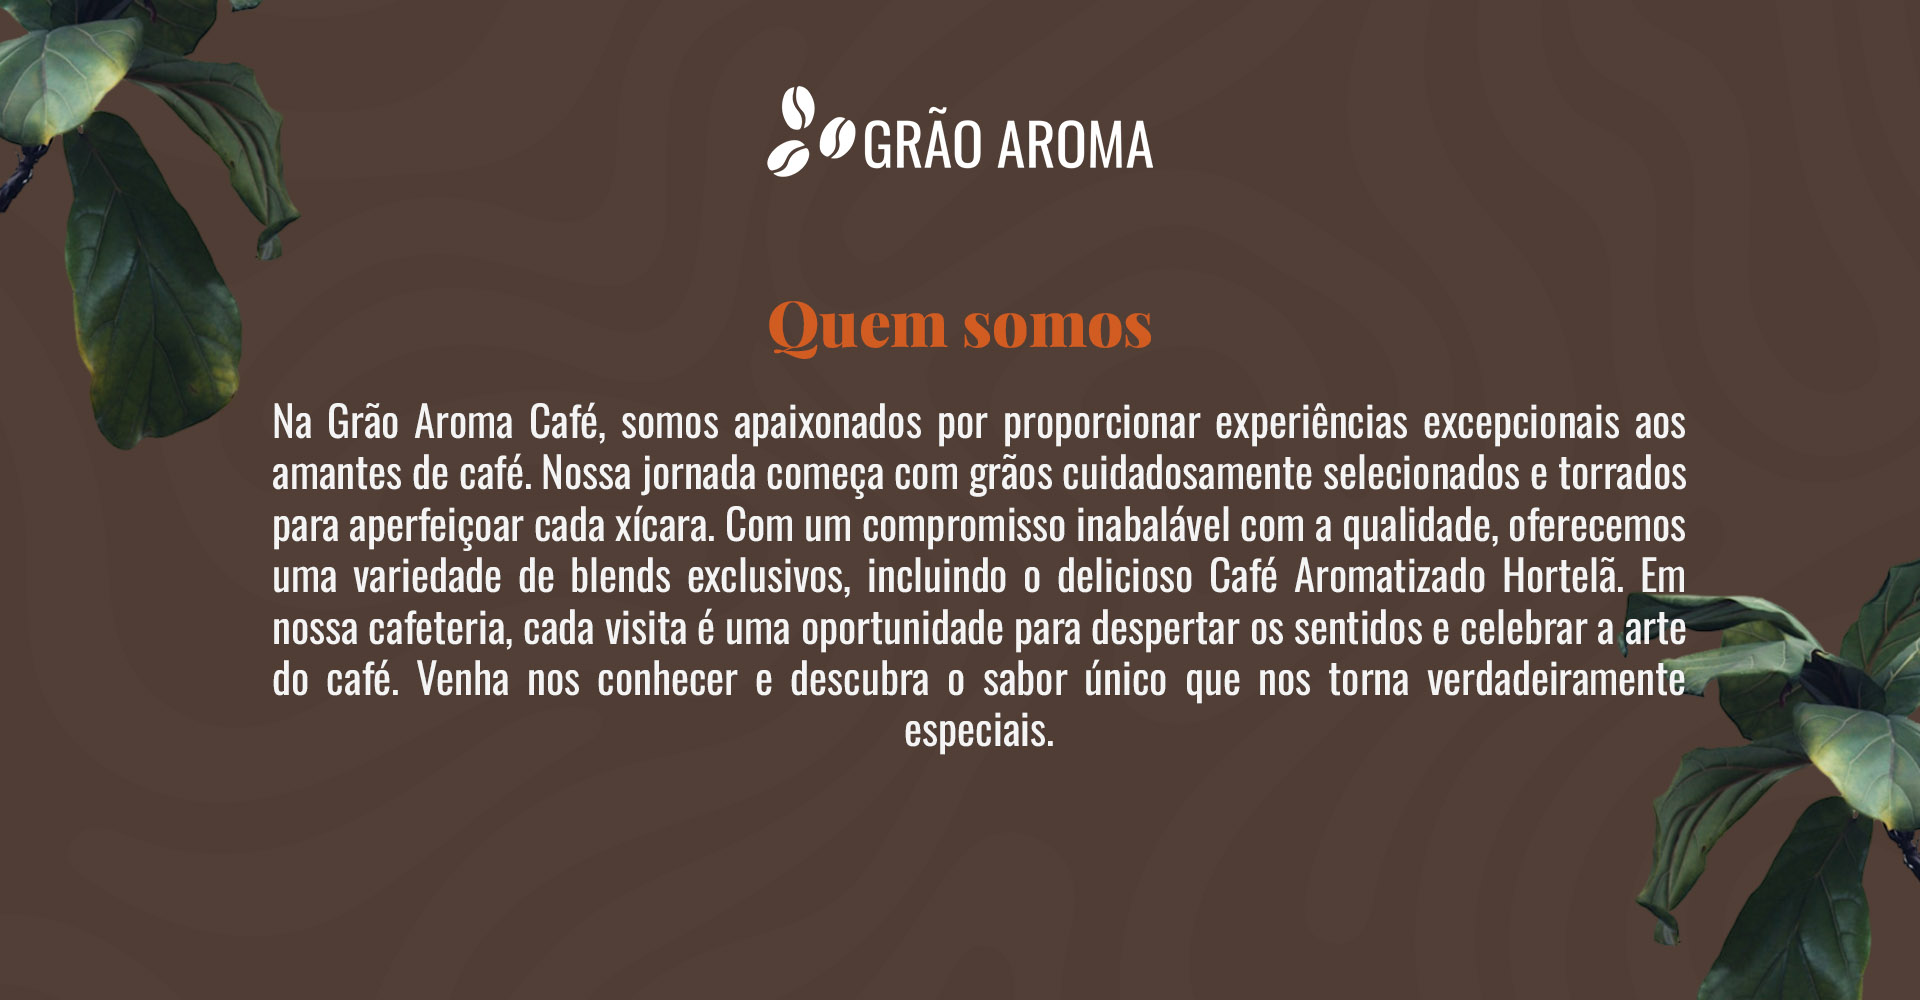 GRÃO AROMA
Quem somos
Na Grão Aroma Café, somos apaixonados por proporcionar experiências excepcionais aos
amantes de café. Nossa jornada começa com grãos cuidadosamente selecionados e torrados
para aperfeiçoar cada xícara. Com um compromisso inabalável com a qualidade, oferecemos
uma variedade de blends exclusivos, incluindo o delicioso Café Aromatizado Hortelã. Em
nossa cafeteria, cada visita é uma oportunidade para despertar os sentidos e celebrar a arte
do café. Venha nos conhecer e descubra o sabor único que nos torna verdadeiramente
especiais.